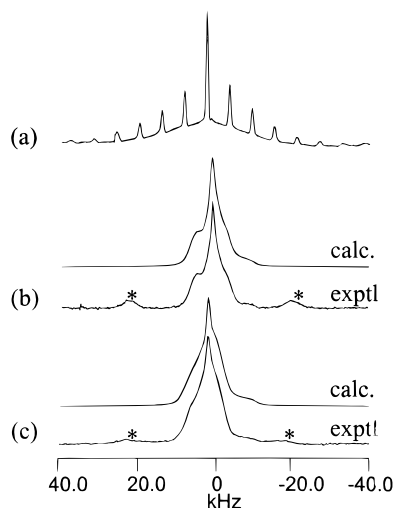 (a)
calc.
(b) exptl
* *
calc.
(c) exptl
* *
40.0 20.0 0 -20.0 -40.0
kHz